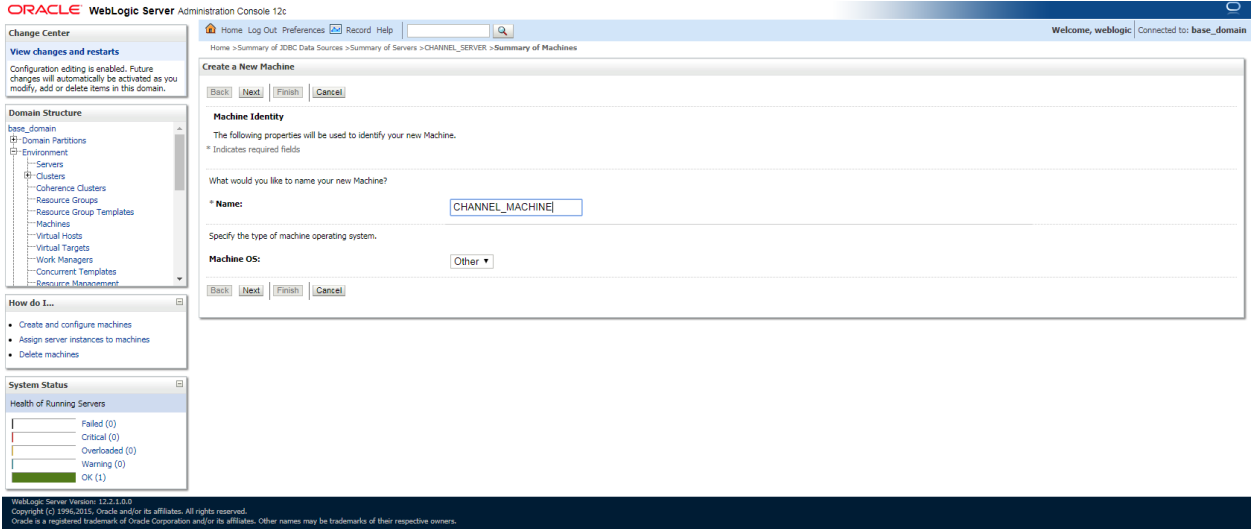 ORACLE WebLogic Server Administration Console 12c
Change Center
View changes and restarts
Configuration editing is enabled. Future
changes will automatically be activated as you
modify, add or delete items in this domain.
Domain Structure
base_domain
Domain Partitions
Environment
Servers
Clusters
Coherence Clusters
Resource Groups
Resource Group Templates
Machines
Virtual Hosts
Virtual Targets
Work Managers
Concurrent Templates
Resource Management
How do I...
Create and configure machines
Assign server instances to machines
Delete machines
System Status
Health of Running Servers
Failed (0)
Critical (0)
Overloaded (0)
Warning (0)
OK (1)
Home Log Out Preferences Record Help
Welcome, weblogic Connected to: base_domain
Home >Summary of JDBC Data Sources >Summary of Servers >CHANNEL_SERVER >Summary of Machines
Create a New Machine
Back Next Finish Cancel
Machine Identity
The following properties will be used to identify your new Machine.
* Indicates required fields
What would you like to name your new Machine?
* Name: CHANNEL_MACHINE
Specify the type of machine operating system.
Machine OS: Other
Back Next Finish Cancel
WebLogic Server Version: 12.2.1.0.0
Copyright (c) 1996,2015, Oracle and/or its affiliates. All rights reserved.
Oracle is a registered trademark of Oracle Corporation and/or its affiliates. Other names may be trademarks of their respective owners.